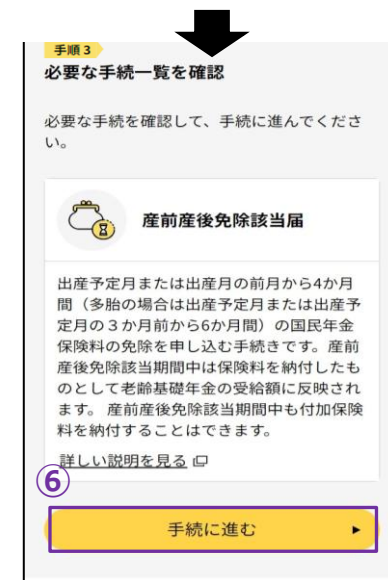 手順3
必要な手続一覧を確認
必要な手続を確認して、手続に進んでくださ
い。
産前産後免除該当届
出産予定月または出産月の前月から4か月
間（多胎の場合は出産予定月または出産予
定月の３か月前から6か月間）の国民年金
保険料の免除を申し込む手続きです。産前
産後免除該当期間中は保険料を納付したも
のとして老齢基礎年金の受給額に反映され
ます。 産前産後免除該当期間中も付加保険
料を納付することはできます。
詳しい説明を見る
⑥
手続に進む